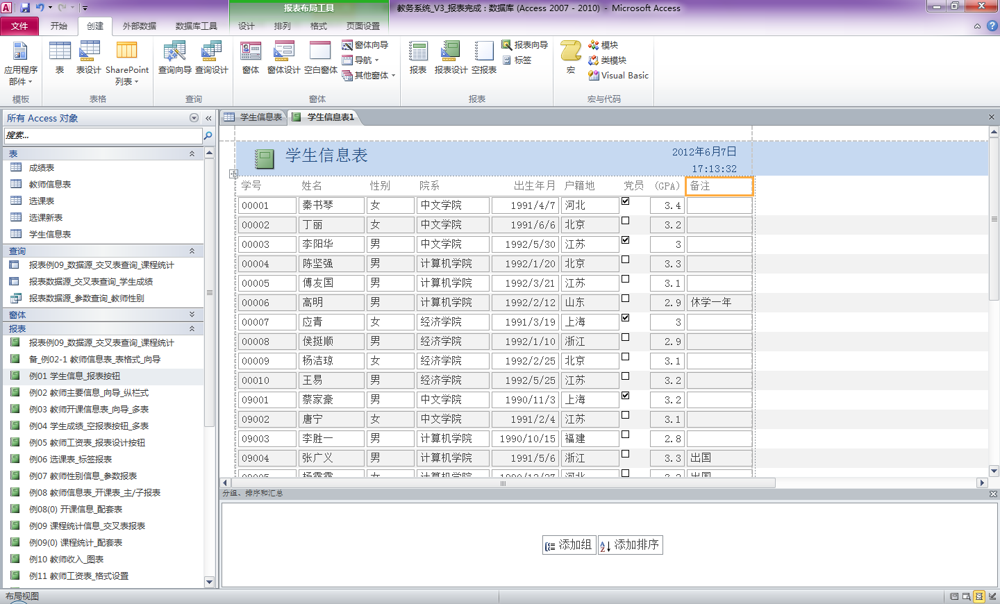 报表布局工具
教务系统_V3_报表完成 : 数据库 (Access 2007 - 2010) - Microsoft Access
文件 开始 创建 外部数据 数据库工具 设计 排列 格式 页面设置
应用程序部件 表 表设计 SharePoint 列表 查询向导 查询设计 窗体 窗体设计 空白窗体 窗体向导 导航 其他窗体 报表 报表设计 空报表 报表向导 标签 宏 模块 类模块 Visual Basic
模板 表格 查询 窗体 报表 宏与代码
所有 Access 对象
搜索...
表
成绩表
教师信息表
选课表
选课新表
学生信息表
查询
报表例09_数据源_交叉表查询_课程统计
报表数据源_交叉表查询_学生成绩
报表数据源_参数查询_教师性别
窗体
报表
报表例09_数据源_交叉表查询_课程统计
备_例02-1 教师信息表_表格式_向导
例01 学生信息_报表按钮
例02 教师主要信息_向导_纵栏式
例03 教师开课信息表_向导_多表
例04 学生成绩_空报表按钮_多表
例05 教师工资表_报表设计按钮
例06 选课表_标签报表
例07 教师性别信息_参数报表
例08 教师信息表_开课表_主/子报表
例08(0) 开课信息_配套表
例09 课程统计信息_交叉表报表
例09(0) 课程统计_配套表
例10 教师收入_图表
例11 教师工资表_格式设置
学生信息表 学生信息表1
学生信息表
2012年6月7日
17:13:32
学号 姓名 性别 院系 出生年月 户籍地 党员 (GPA) 备注
00001 秦书琴 女 中文学院 1991/4/7 河北 3.4
00002 丁丽 女 中文学院 1991/6/6 北京 3.2
00003 李阳华 男 中文学院 1992/5/30 江苏 3
00004 陈坚强 男 计算机学院 1992/1/20 北京 3.3
00005 傅友国 男 计算机学院 1992/3/21 江苏 3.1
00006 高明 男 计算机学院 1992/2/12 山东 2.9 休学一年
00007 应青 女 经济学院 1991/3/19 上海 3
00008 侯挺顺 男 经济学院 1992/1/10 浙江 2.9
00009 杨洁琼 女 经济学院 1992/2/25 北京 3.1
00010 王易 男 经济学院 1992/5/25 江苏 3.2
09001 蔡家豪 男 中文学院 1990/11/3 上海 3.2
09002 唐宁 女 中文学院 1991/2/4 江苏 3.1
09003 李胜一 男 计算机学院 1990/10/15 福建 2.8
09004 张广义 男 计算机学院 1991/5/6 浙江 3.3 出国
分组、排序和汇总
添加组 添加排序
布局视图